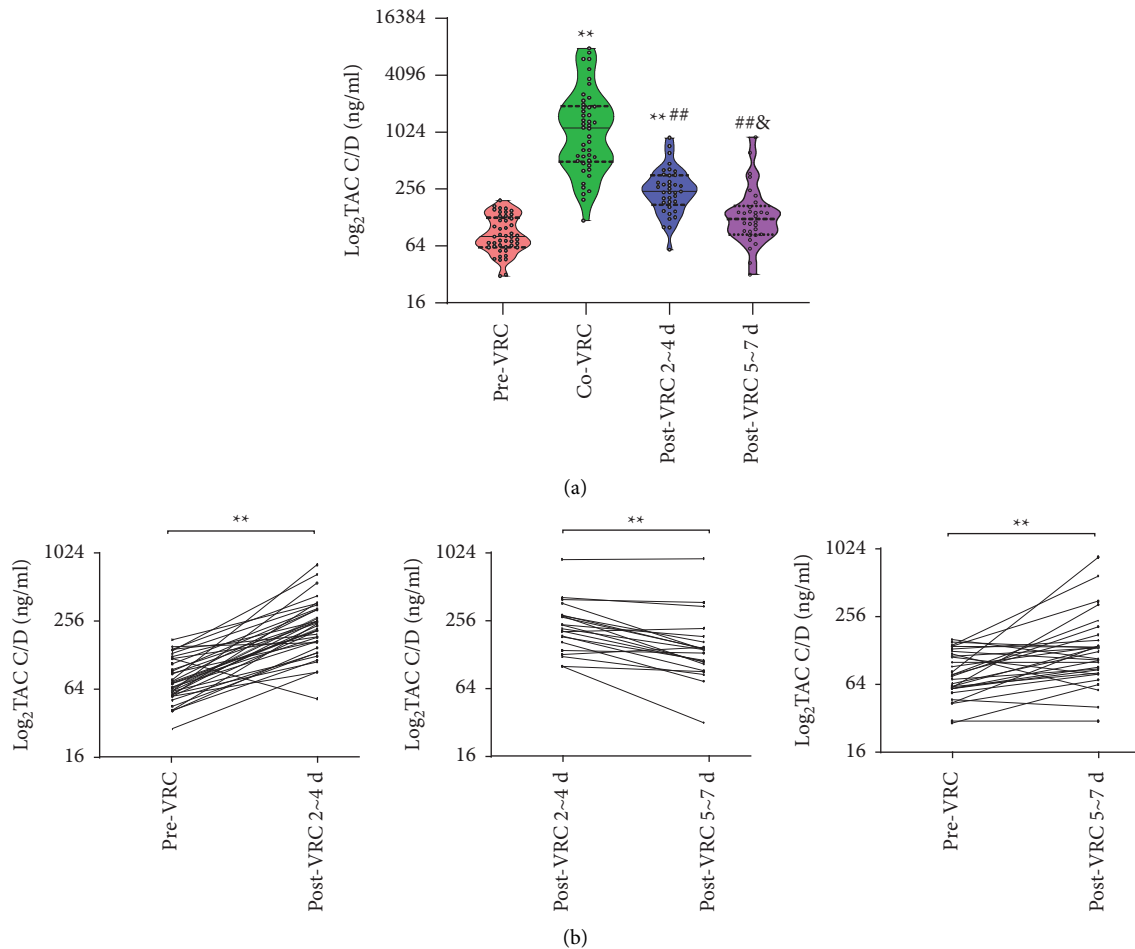 Log₂TAC C/D (ng/ml)
16384
4096
1024
256
64
16
**
** ##
##&
Pre-VRC
Co-VRC
Post-VRC 2~4 d
Post-VRC 5~7 d
(a)
Log₂TAC C/D (ng/ml)
1024
256
64
16
**
Pre-VRC
Post-VRC 2~4 d
Log₂TAC C/D (ng/ml)
1024
256
64
16
**
Post-VRC 2~4 d
Post-VRC 5~7 d
Log₂TAC C/D (ng/ml)
1024
256
64
16
**
Pre-VRC
Post-VRC 5~7 d
(b)